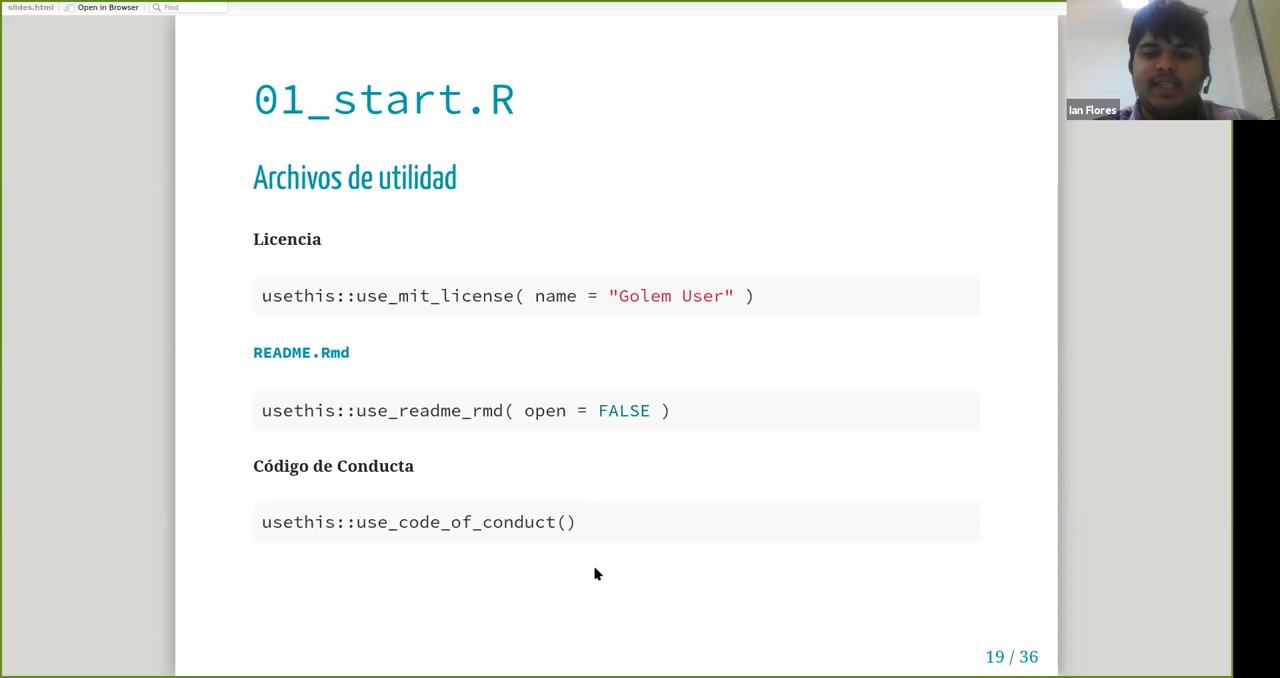 slides.html
Open in Browser
Find
Ian Flores
01_start.R
Archivos de utilidad
Licencia
usethis::use_mit_license( name = "Golem User" )
README.Rmd
usethis::use_readme_rmd( open = FALSE )
Código de Conducta
usethis::use_code_of_conduct()
19 / 36